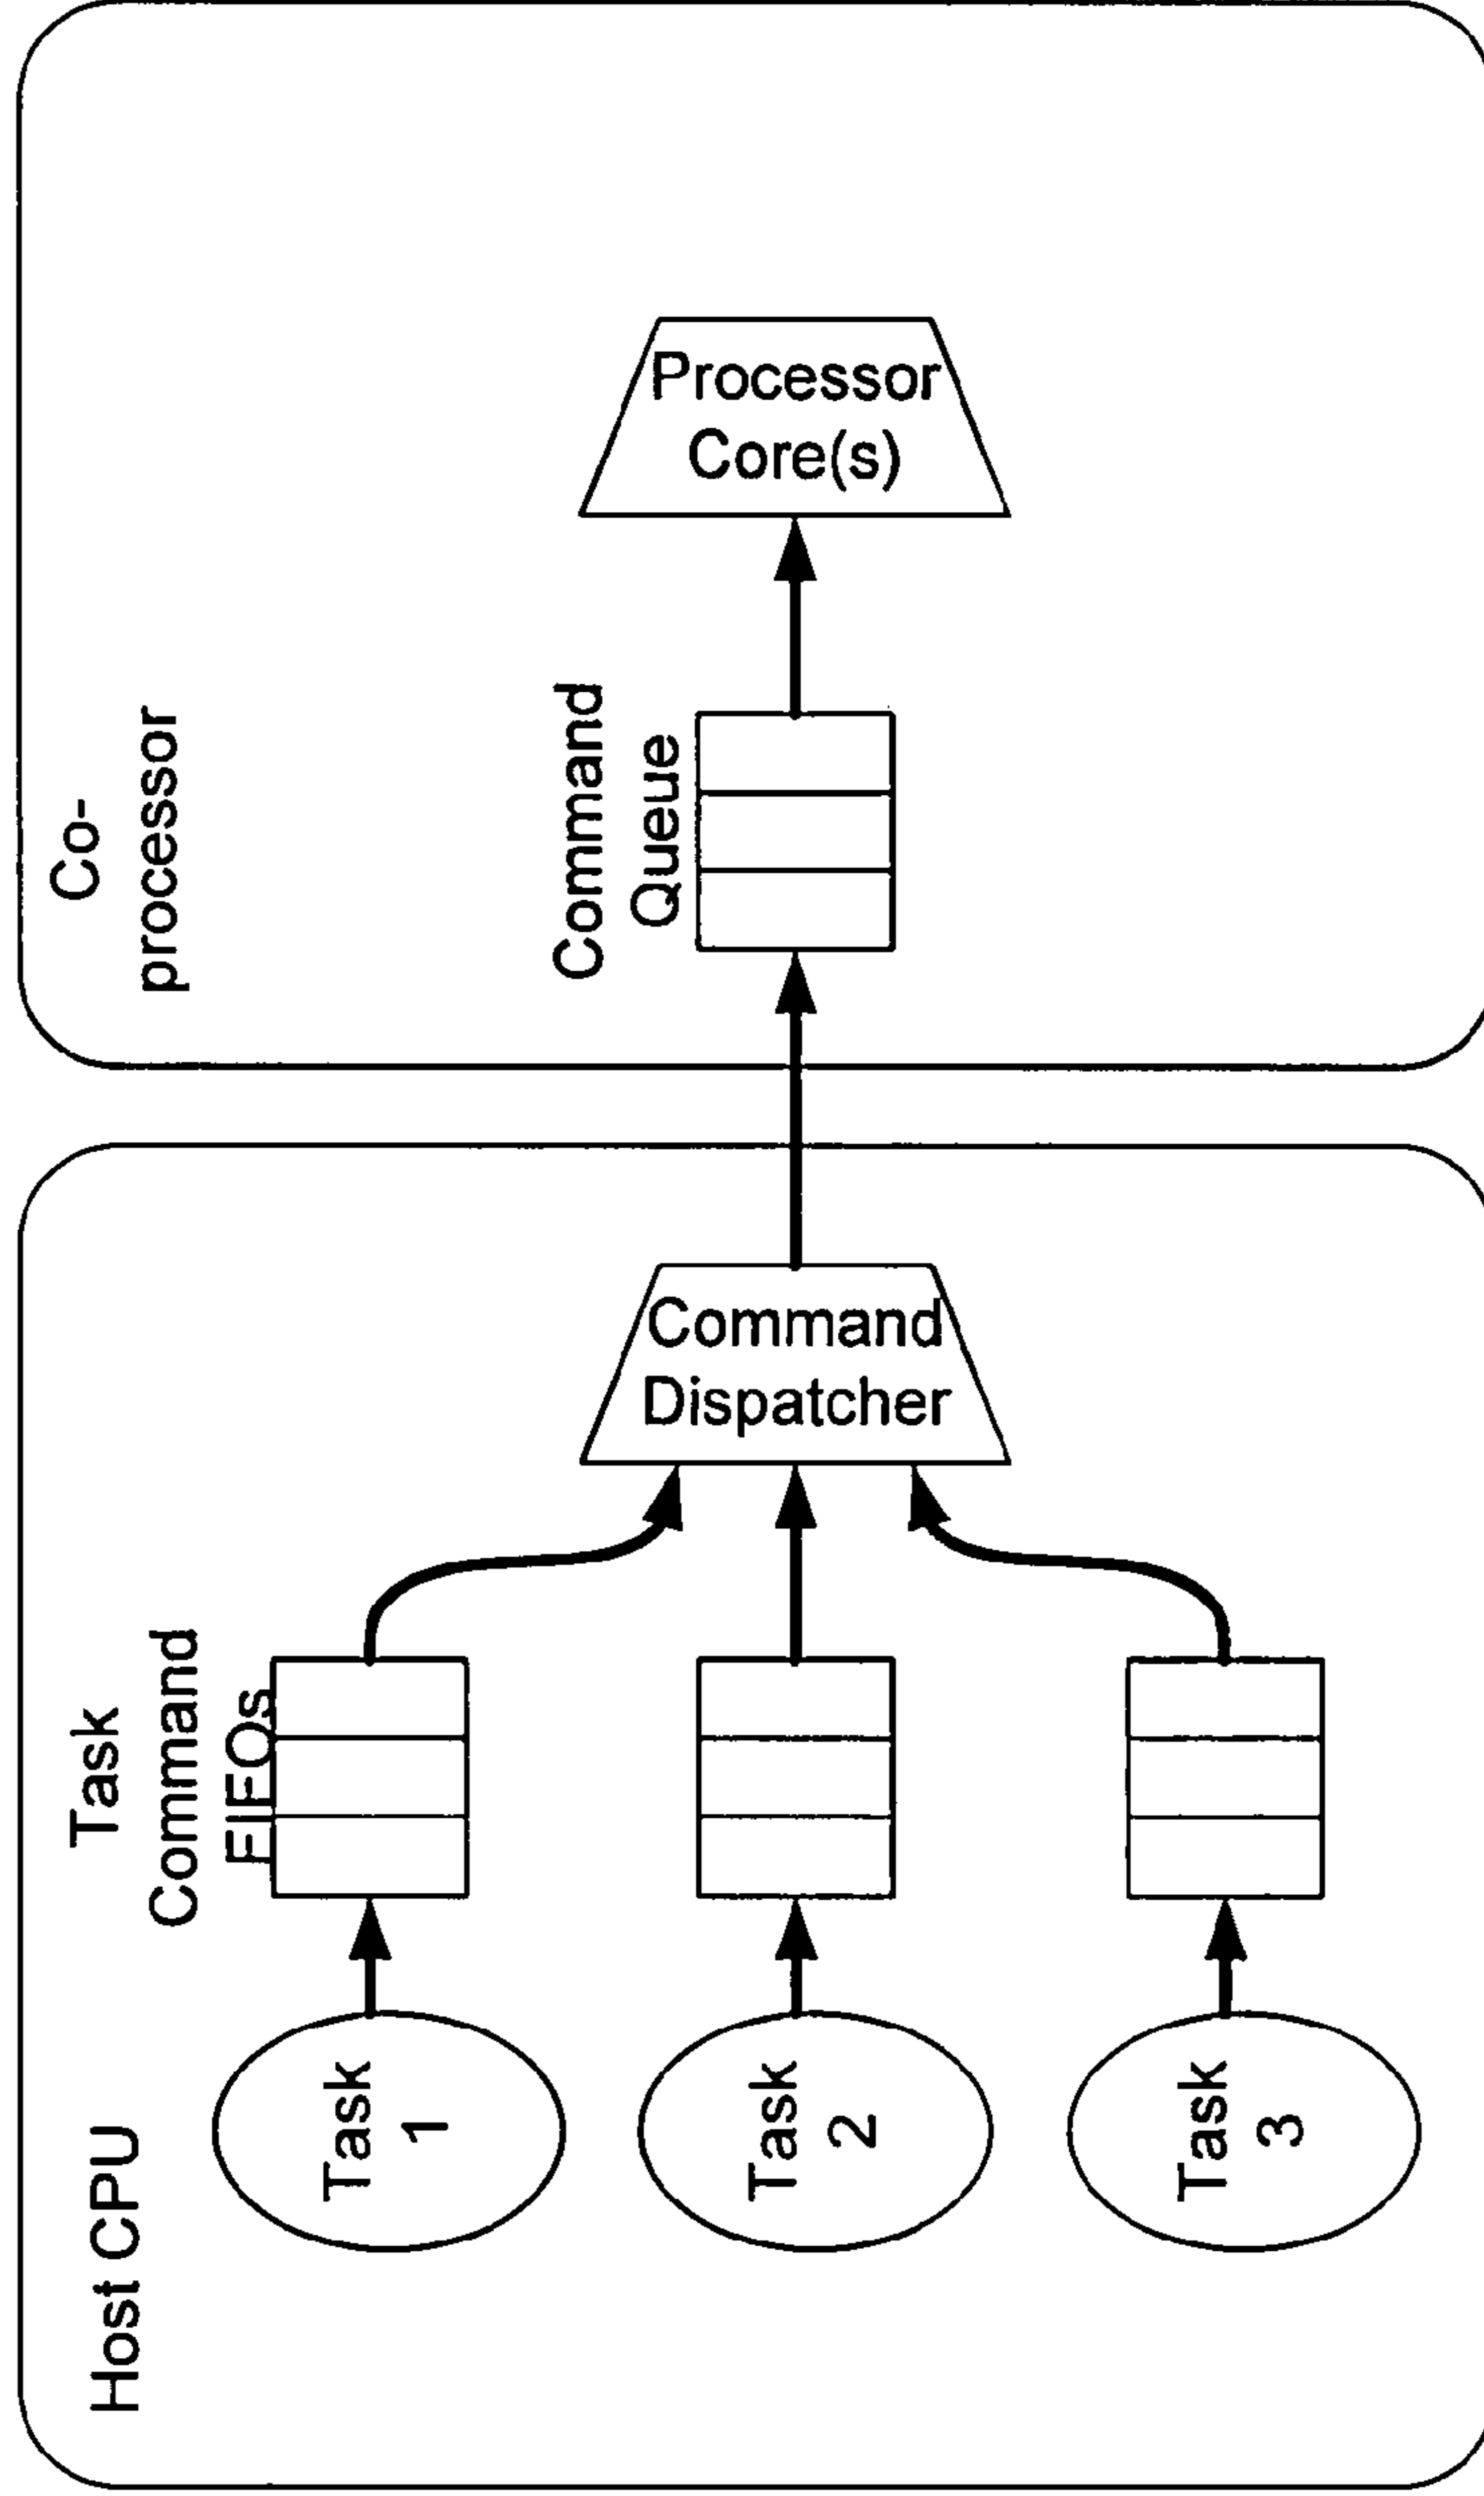 Host CPU
Task
1
Task
2
Task
3
Task
Command
FIFOs
Command
Dispatcher
Co-
processor
Command
Queue
Processor
Core(s)